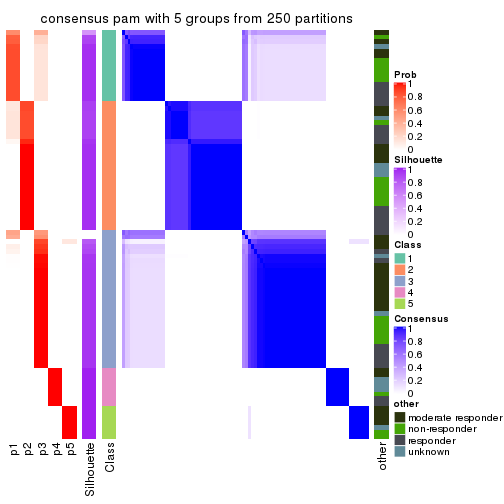 consensus pam with 5 groups from 250 partitions
p1
p2
p3
p4
p5
Silhouette
Class
other
Prob
1
0.8
0.6
0.4
0.2
0
Silhouette
1
0.8
0.6
0.4
0.2
0
Class
1
2
3
4
5
Consensus
1
0.8
0.6
0.4
0.2
0
other
moderate responder
non-responder
responder
unknown